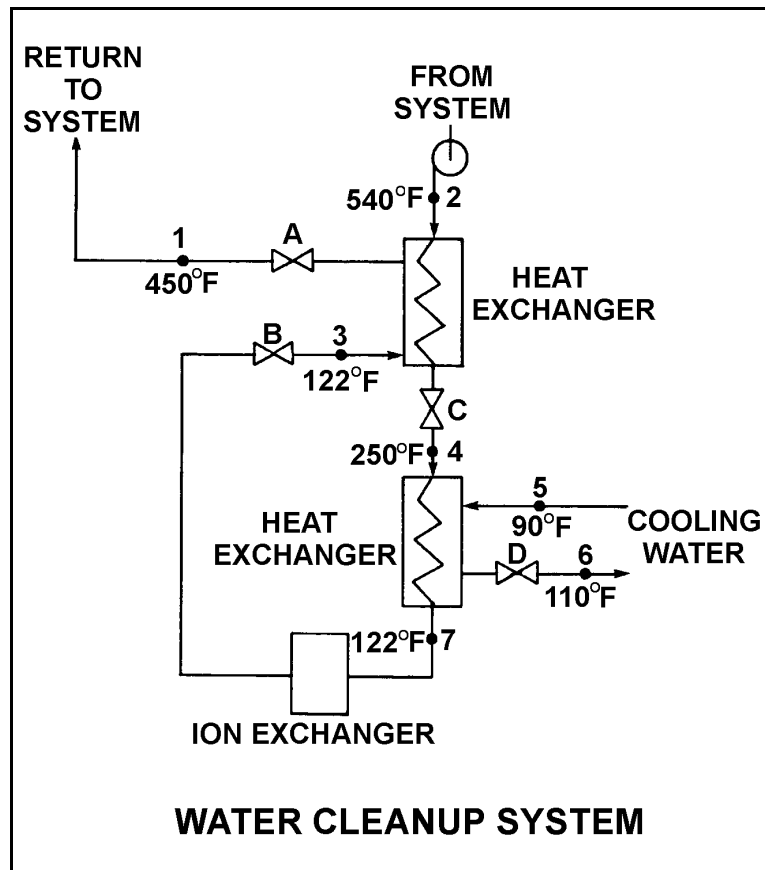 RETURN
TO
SYSTEM
FROM
SYSTEM
540°F 2
1 A
450°F
HEAT
EXCHANGER
B 3
122°F
C
250°F 4
5
90°F
COOLING
WATER
HEAT
EXCHANGER
D 6
110°F
122°F 7
ION EXCHANGER
WATER CLEANUP SYSTEM